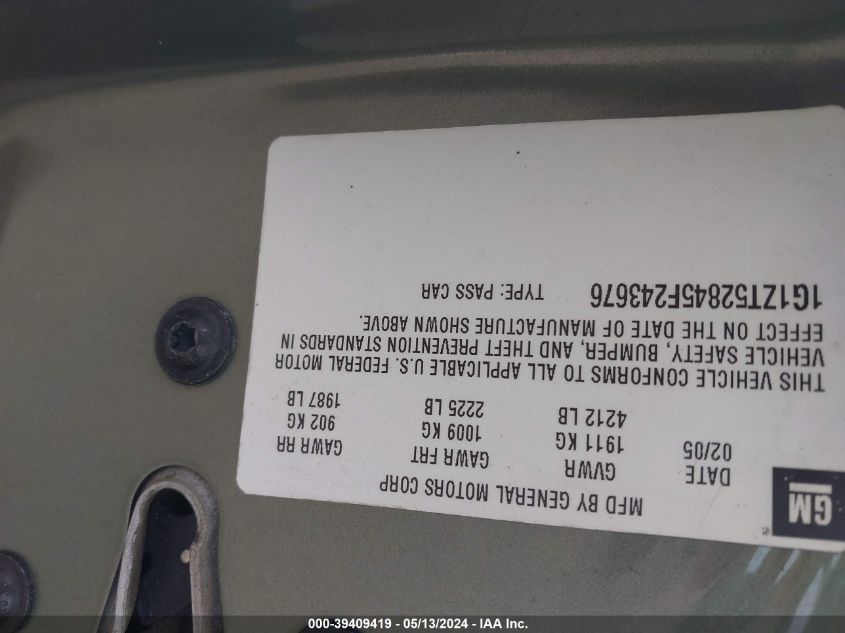 GM
MFD BY GENERAL MOTORS CORP
DATE GVWR GAWR FRT GAWR RR
02/05 1911 KG 1009 KG 902 KG
4212 LB 2225 LB 1987 LB
THIS VEHICLE CONFORMS TO ALL APPLICABLE U.S. FEDERAL MOTOR
VEHICLE SAFETY, BUMPER, AND THEFT PREVENTION STANDARDS IN
EFFECT ON THE DATE OF MANUFACTURE SHOWN ABOVE.
1G1ZT52845F243676 TYPE: PASS CAR
000-39409419 - 05/13/2024 - IAA Inc.